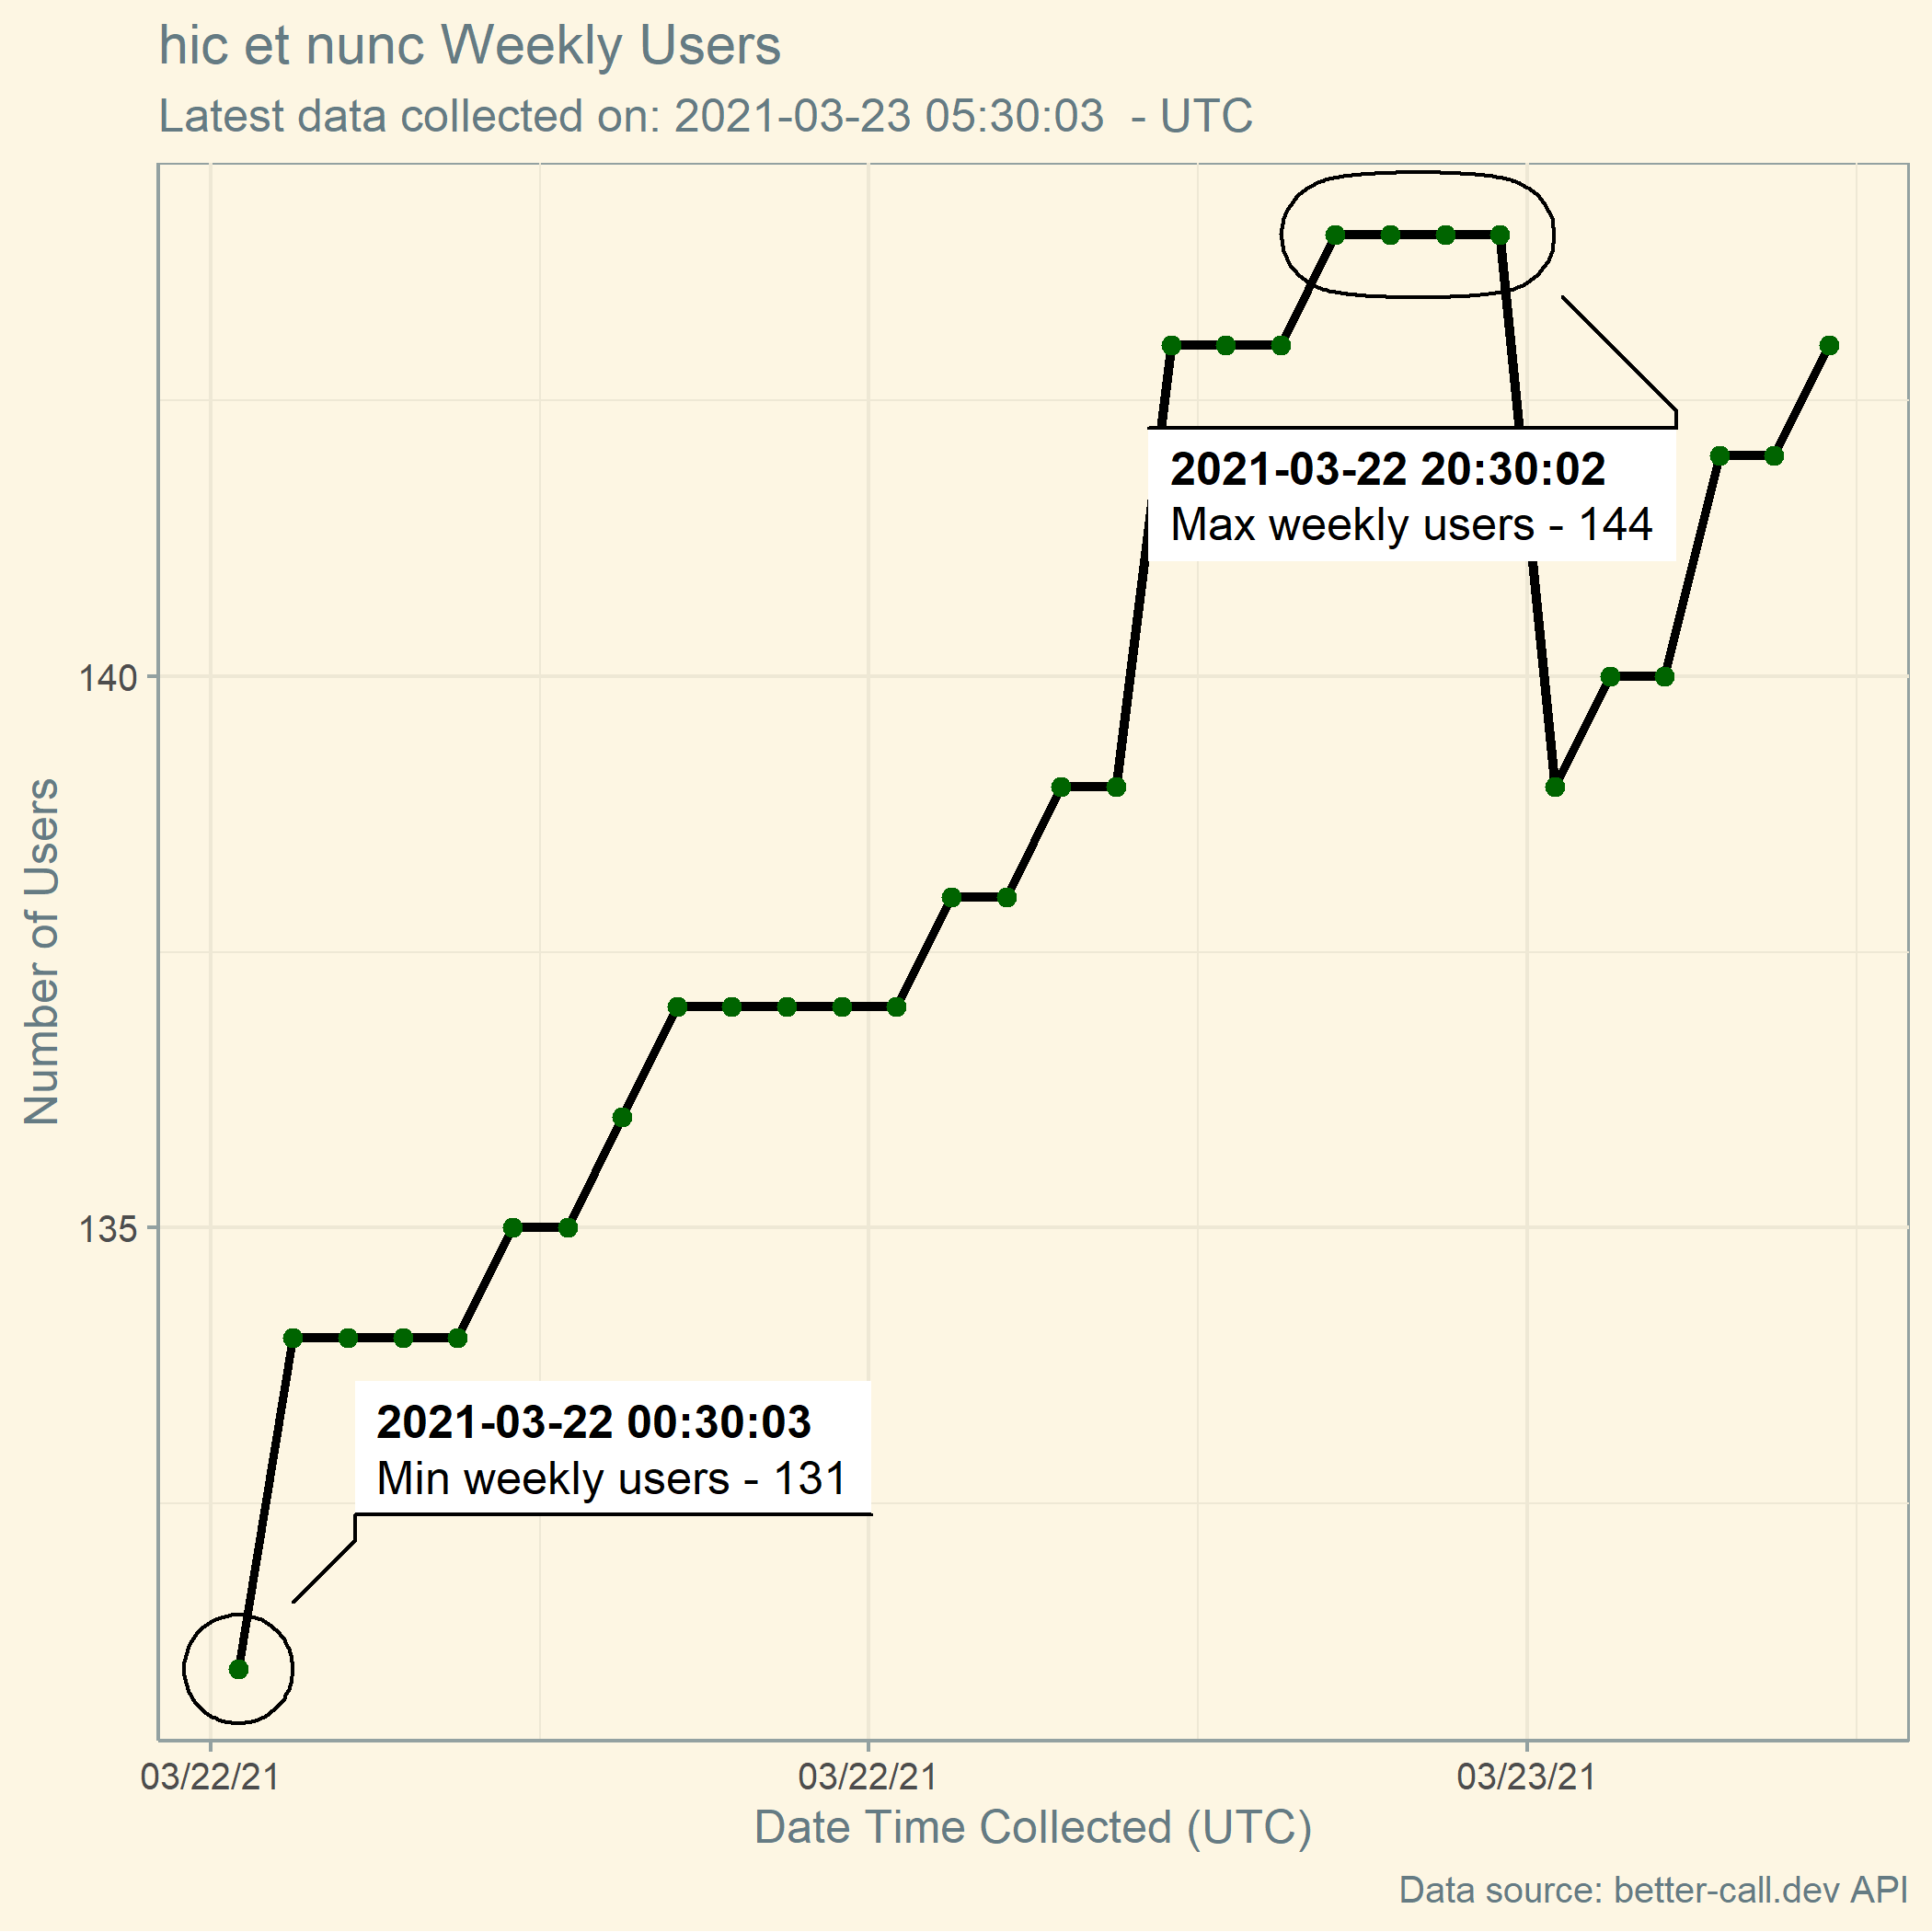 hic et nunc Weekly Users
Latest data collected on: 2021-03-23 05:30:03  - UTC
2021-03-22 20:30:02
Max weekly users - 144
140
Number of Users
135
2021-03-22 00:30:03
Min weekly users - 131
03/22/21
03/22/21
03/23/21
Date Time Collected (UTC)
Data source: better-call.dev API